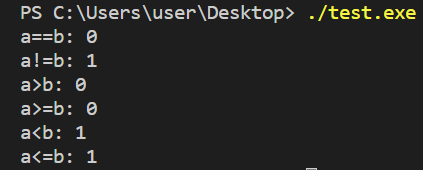 PS C:\Users\user\Desktop> ./test.exe
a==b: 0
a!=b: 1
a>b: 0
a>=b: 0
a<b: 1
a<=b: 1